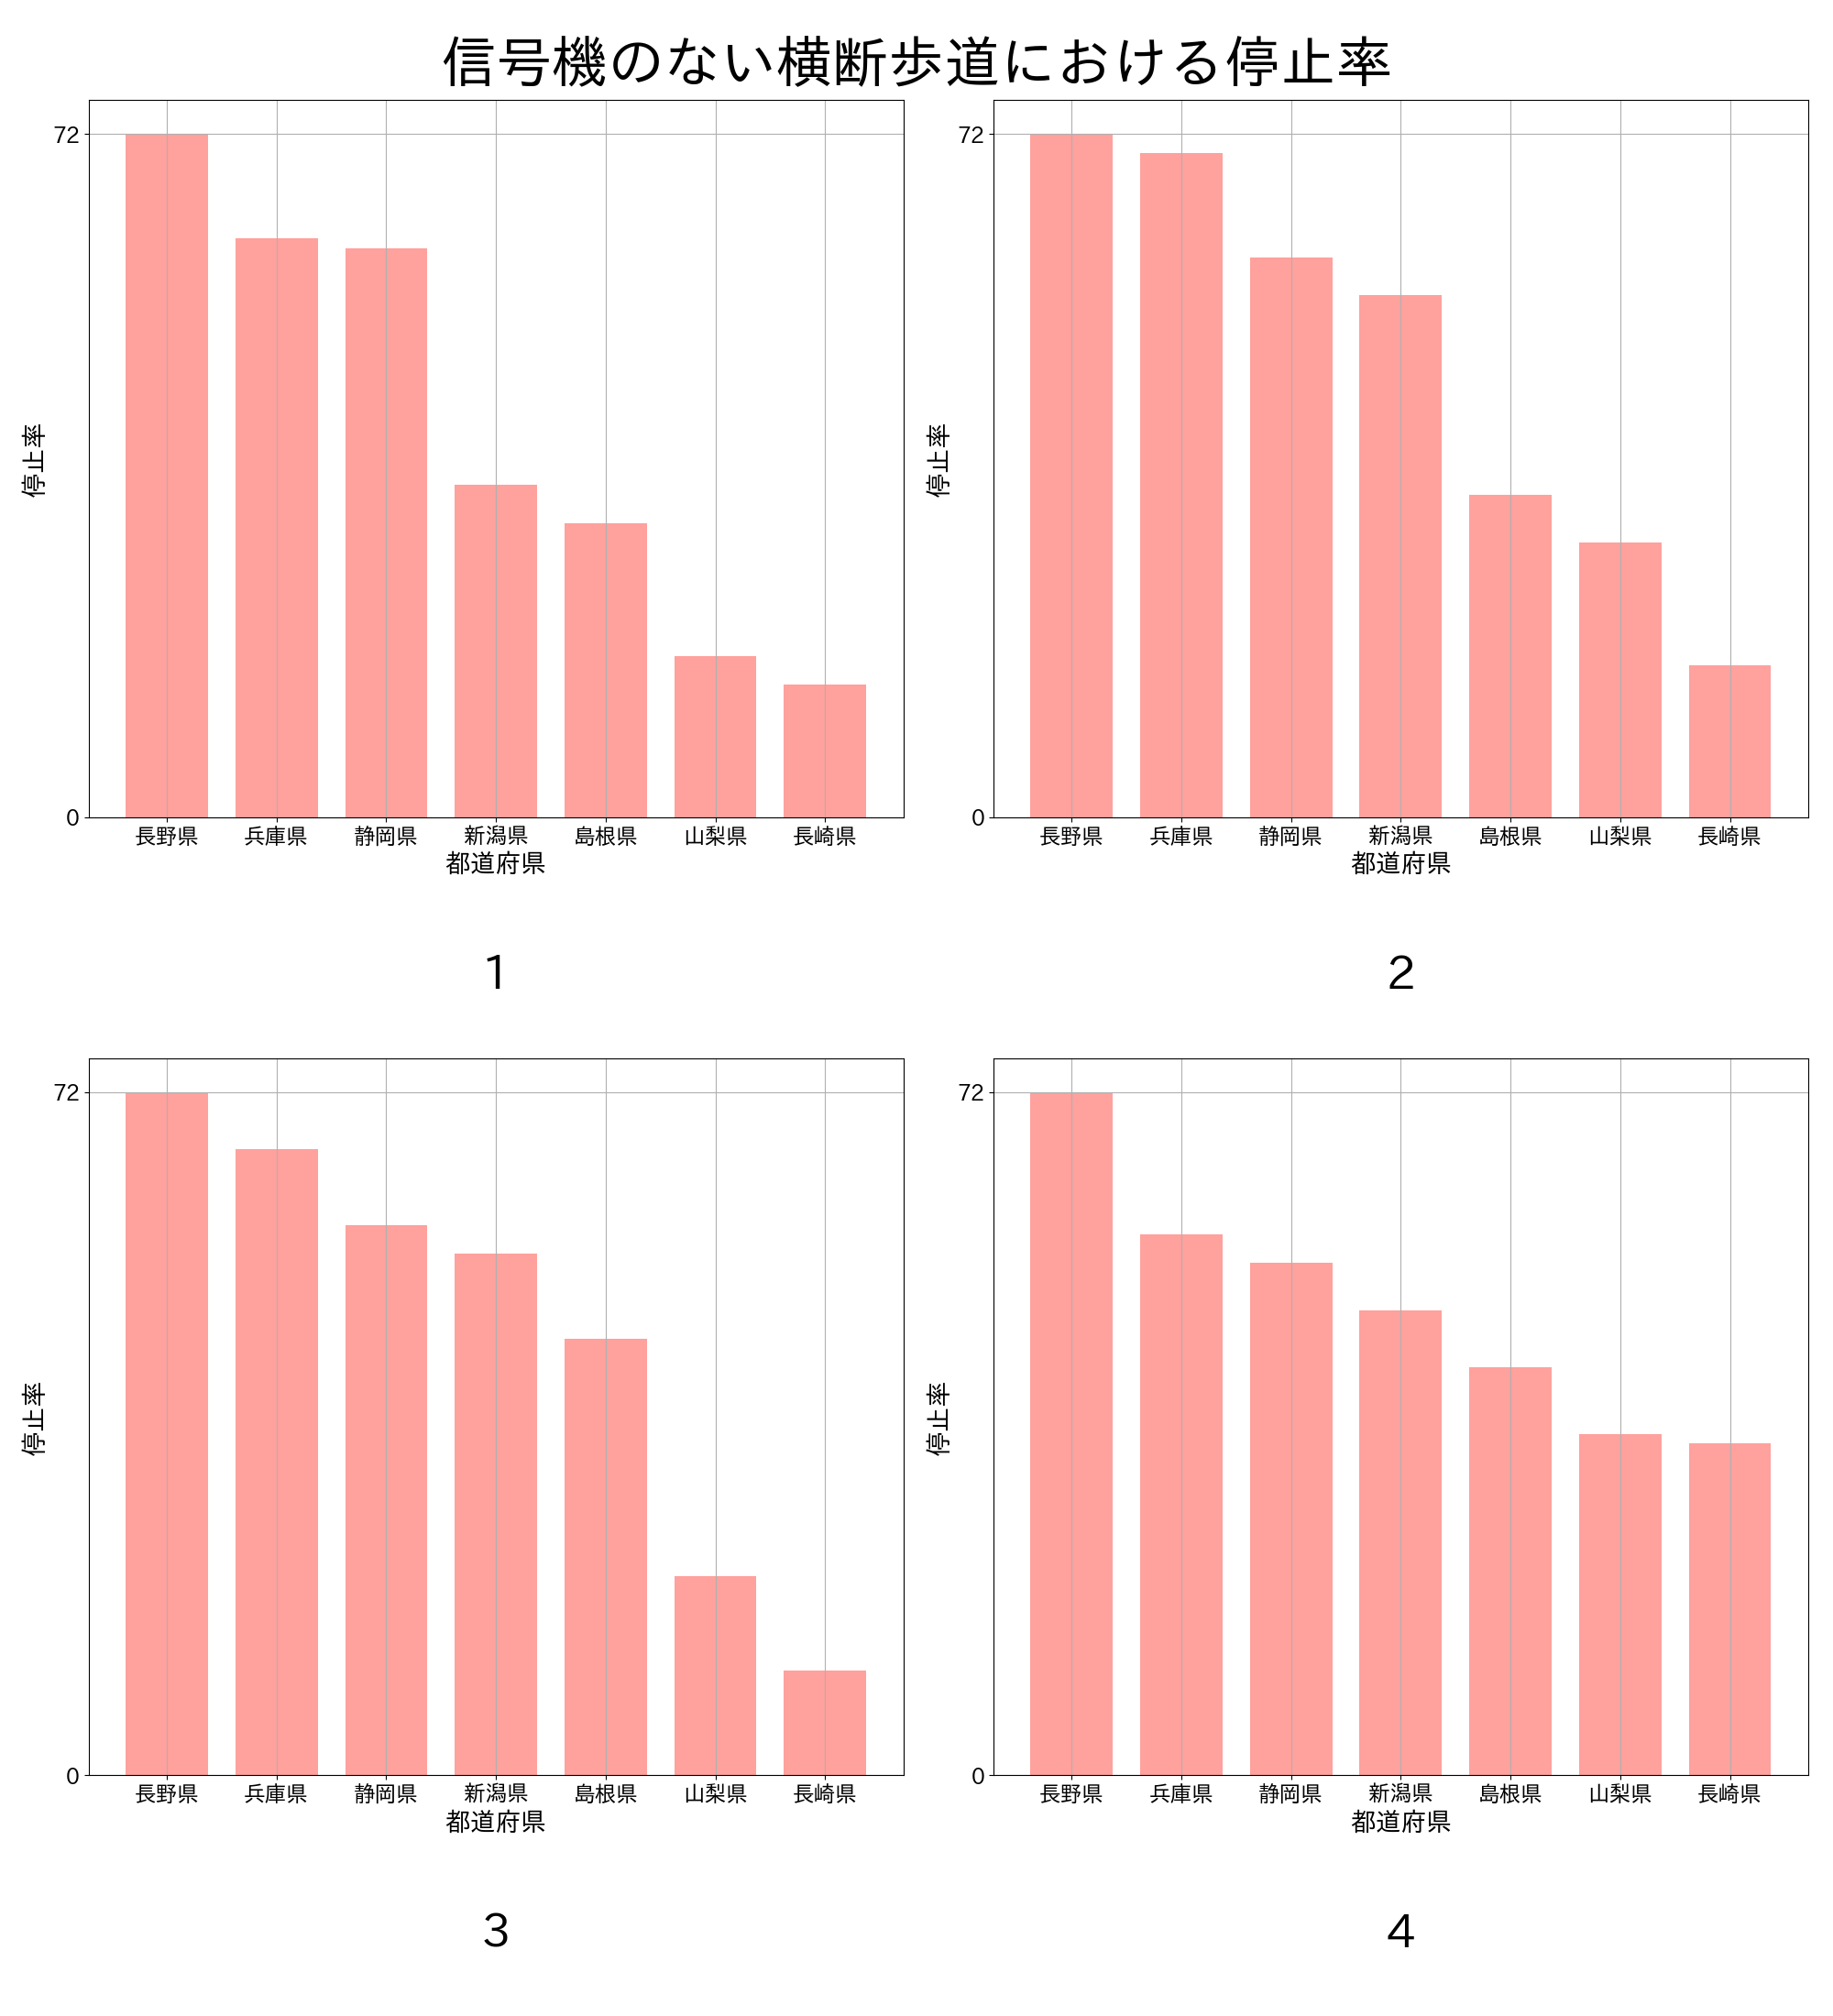 信号機のない横断歩道における停止率
72
0
停止率
長野県 兵庫県 静岡県 新潟県 島根県 山梨県 長崎県
都道府県
1
72
0
停止率
長野県 兵庫県 静岡県 新潟県 島根県 山梨県 長崎県
都道府県
2
72
0
停止率
長野県 兵庫県 静岡県 新潟県 島根県 山梨県 長崎県
都道府県
3
72
0
停止率
長野県 兵庫県 静岡県 新潟県 島根県 山梨県 長崎県
都道府県
4